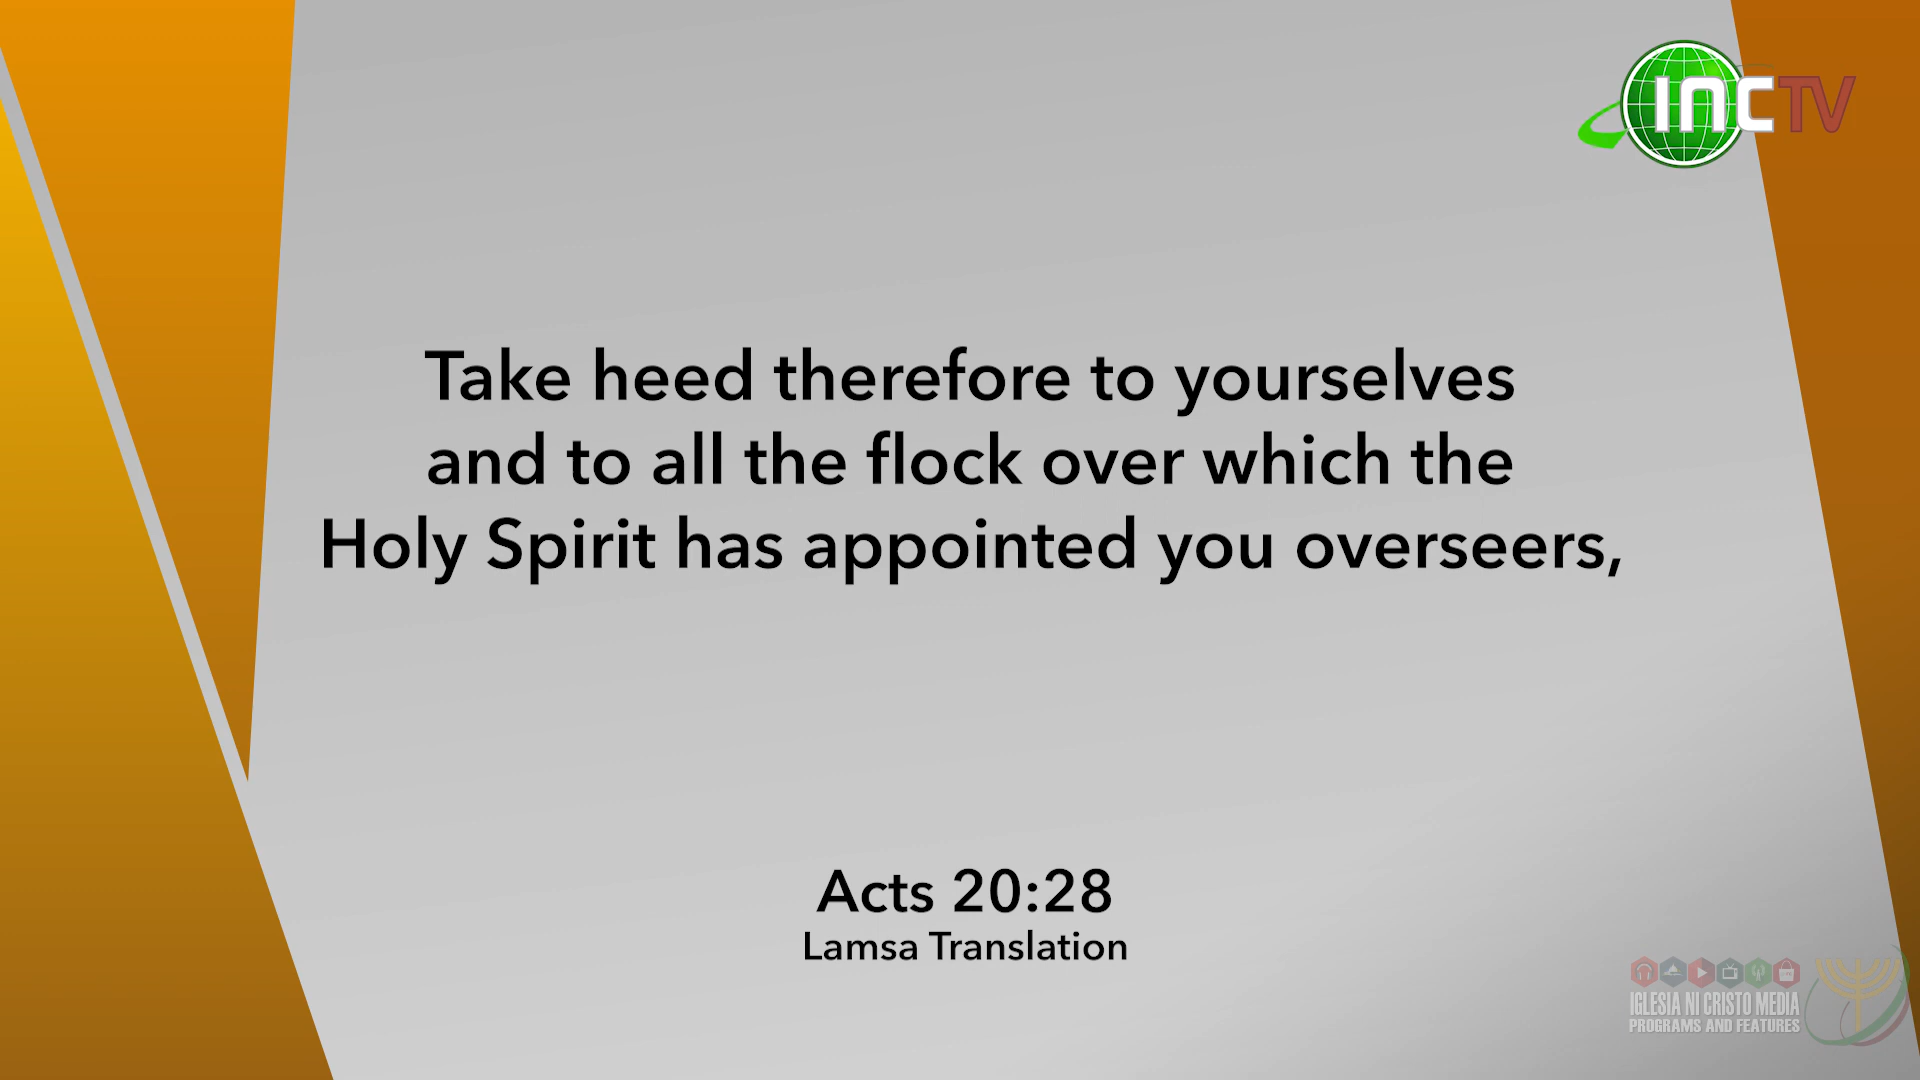 INCTV
Take heed therefore to yourselves
and to all the flock over which the
Holy Spirit has appointed you overseers,
Acts 20:28
Lamsa Translation
IGLESIA NI CRISTO MEDIA
PROGRAMS AND FEATURES